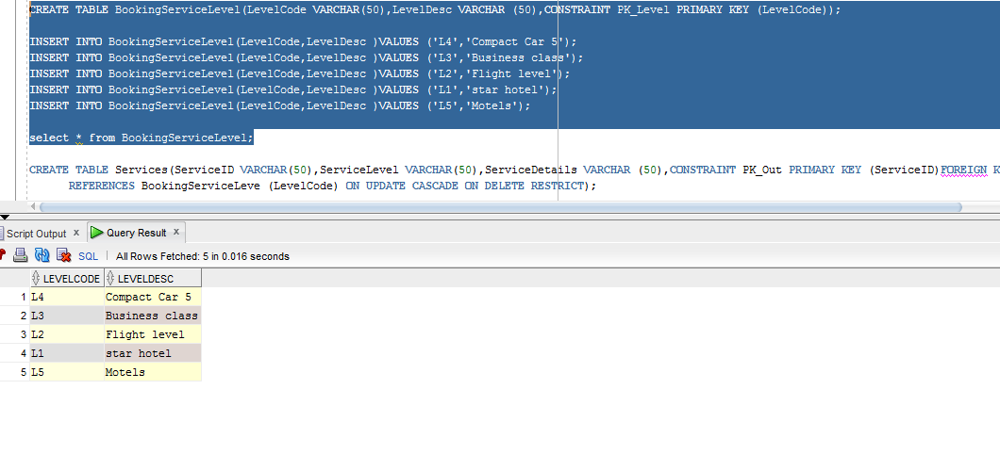 CREATE TABLE BookingServiceLevel(LevelCode VARCHAR(50),LevelDesc VARCHAR (50),CONSTRAINT PK_Level PRIMARY KEY (LevelCode));
INSERT INTO BookingServiceLevel(LevelCode,LevelDesc )VALUES ('L4','Compact Car 5');
INSERT INTO BookingServiceLevel(LevelCode,LevelDesc )VALUES ('L3','Business class');
INSERT INTO BookingServiceLevel(LevelCode,LevelDesc )VALUES ('L2','Flight level');
INSERT INTO BookingServiceLevel(LevelCode,LevelDesc )VALUES ('L1','star hotel');
INSERT INTO BookingServiceLevel(LevelCode,LevelDesc )VALUES ('L5','Motels');
select * from BookingServiceLevel;
CREATE TABLE Services(ServiceID VARCHAR(50),ServiceLevel VARCHAR(50),ServiceDetails VARCHAR (50),CONSTRAINT PK_Out PRIMARY KEY (ServiceID)FOREIGN K
REFERENCES BookingServiceLeve (LevelCode) ON UPDATE CASCADE ON DELETE RESTRICT);
Script Output x Query Result x
SQL | All Rows Fetched: 5 in 0.016 seconds
LEVELCODE LEVELDESC
1 L4 Compact Car 5
2 L3 Business class
3 L2 Flight level
4 L1 star hotel
5 L5 Motels